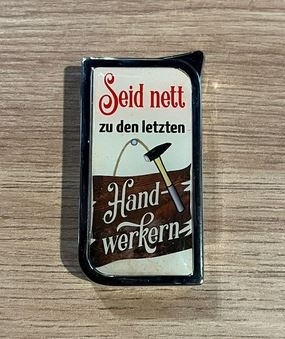 Seid nett
zu den letzten
Hand-
werkern